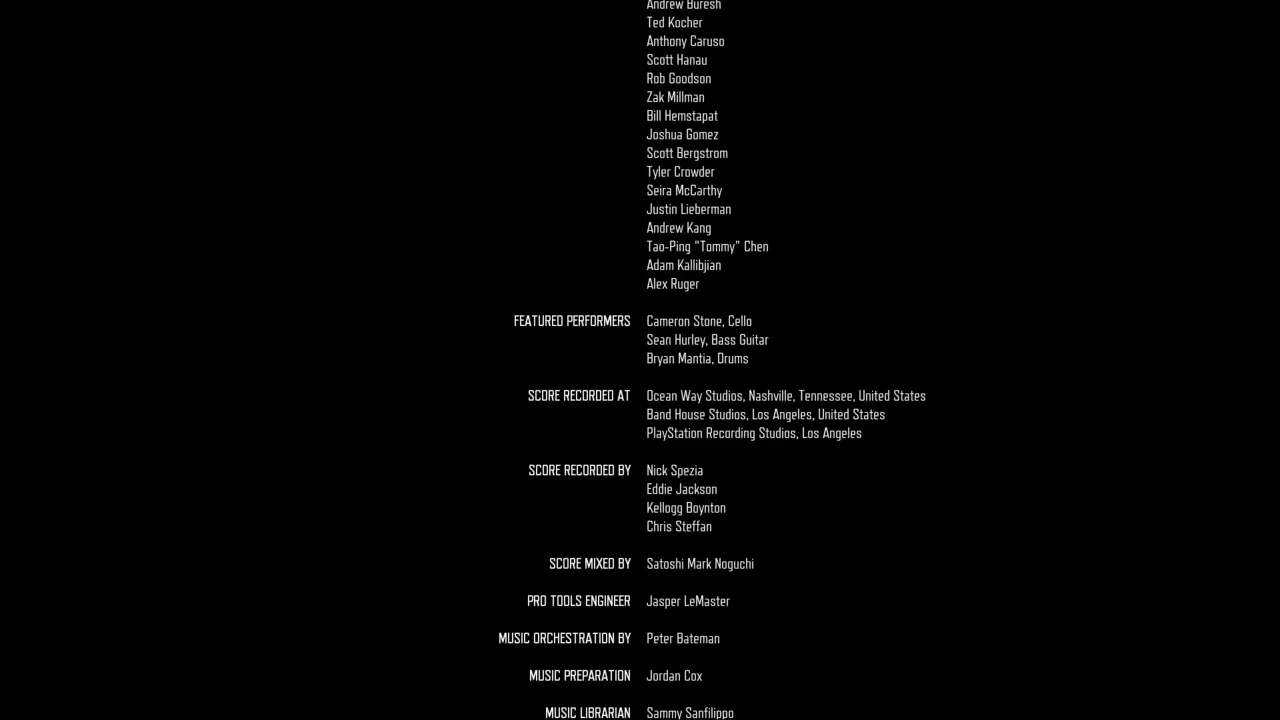 Andrew Buresh
Ted Kocher
Anthony Caruso
Scott Hanau
Rob Goodson
Zak Millman
Bill Hemstapat
Joshua Gomez
Scott Bergstrom
Tyler Crowder
Seira McCarthy
Justin Lieberman
Andrew Kang
Tao-Ping "Tommy" Chen
Adam Kallibjian
Alex Ruger
FEATURED PERFORMERS Cameron Stone, Cello
Sean Hurley, Bass Guitar
Bryan Mantia, Drums
SCORE RECORDED AT Ocean Way Studios, Nashville, Tennessee, United States
Band House Studios, Los Angeles, United States
PlayStation Recording Studios, Los Angeles
SCORE RECORDED BY Nick Spezia
Eddie Jackson
Kellogg Boynton
Chris Steffan
SCORE MIXED BY Satoshi Mark Noguchi
PRO TOOLS ENGINEER Jasper LeMaster
MUSIC ORCHESTRATION BY Peter Bateman
MUSIC PREPARATION Jordan Cox
MUSIC LIBRARIAN Sammy Sanfilippo